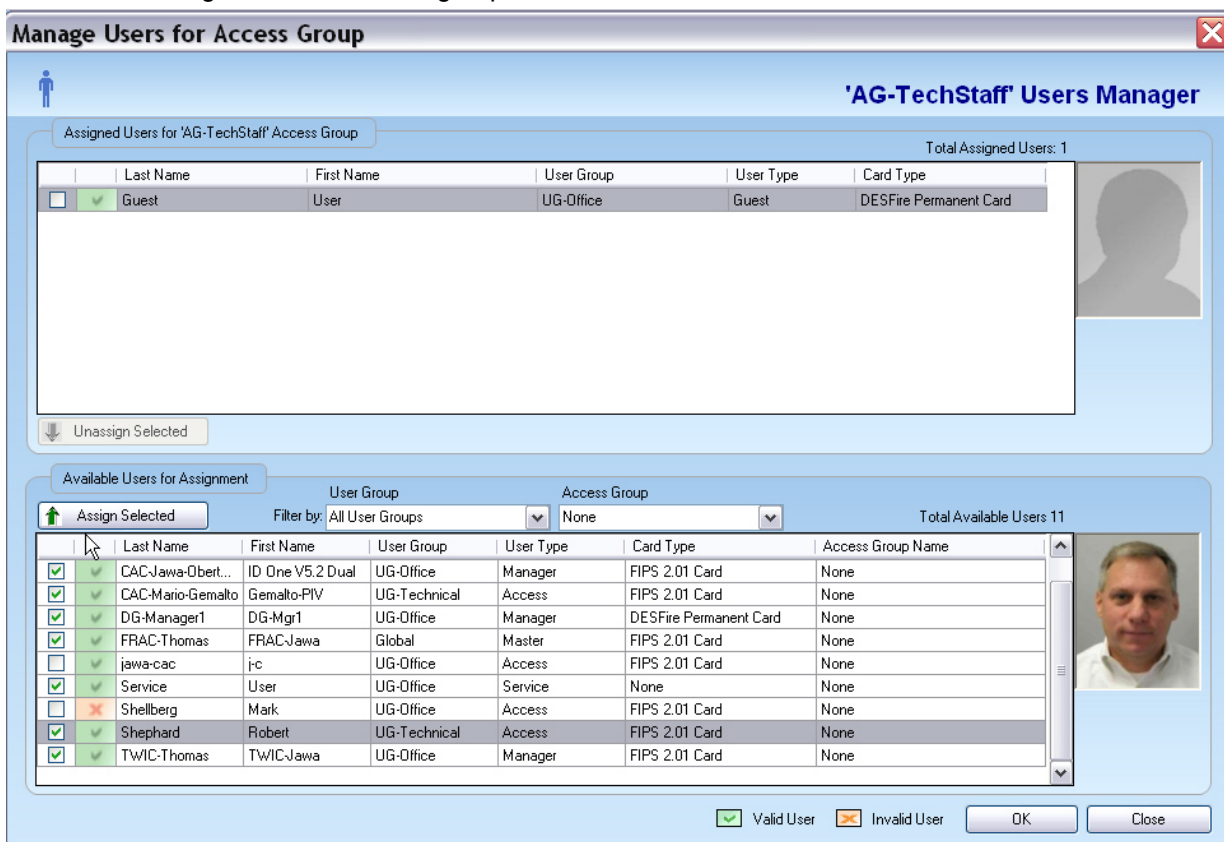 Manage Users for Access Group
'AG-TechStaff' Users Manager
Assigned Users for 'AG-TechStaff' Access Group
Total Assigned Users: 1
Last Name First Name User Group User Type Card Type
Guest User UG-Office Guest DESFire Permanent Card
Unassign Selected
Available Users for Assignment
User Group Access Group
Assign Selected Filter by: All User Groups None Total Available Users 11
Last Name First Name User Group User Type Card Type Access Group Name
CAC-Jawa-Obert... ID One V5.2 Dual UG-Office Manager FIPS 2.01 Card None
CAC-Mario-Gemalto Gemalto-PIV UG-Technical Access FIPS 2.01 Card None
DG-Manager1 DG-Mgr1 UG-Office Manager DESFire Permanent Card None
FRAC-Thomas FRAC-Jawa Global Master FIPS 2.01 Card None
jawa-cac j-c UG-Office Access FIPS 2.01 Card None
Service User UG-Office Service None None
Shellberg Mark UG-Office Access FIPS 2.01 Card None
Shephard Robert UG-Technical Access FIPS 2.01 Card None
TWIC-Thomas TWIC-Jawa UG-Office Manager FIPS 2.01 Card None
Valid User Invalid User OK Close